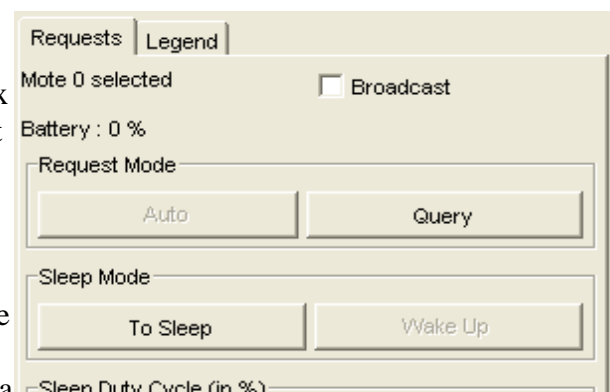 Requests Legend
Mote 0 selected Broadcast
Battery : 0 %
Request Mode
Auto Query
Sleep Mode
To Sleep Wake Up
Sleep Duty Cycle (in %)